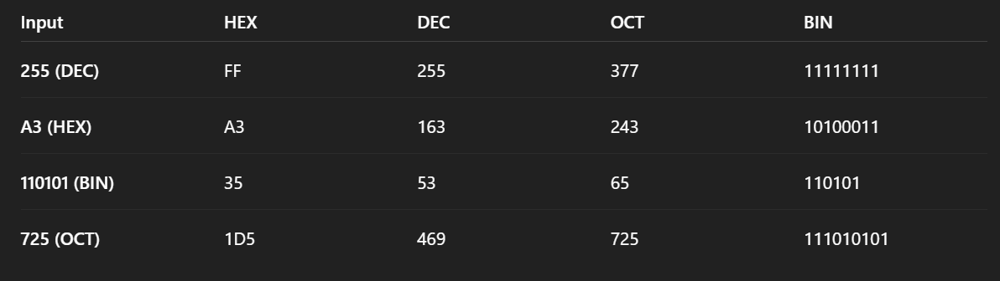 Input HEX DEC OCT BIN
255 (DEC) FF 255 377 11111111
A3 (HEX) A3 163 243 10100011
110101 (BIN) 35 53 65 110101
725 (OCT) 1D5 469 725 111010101